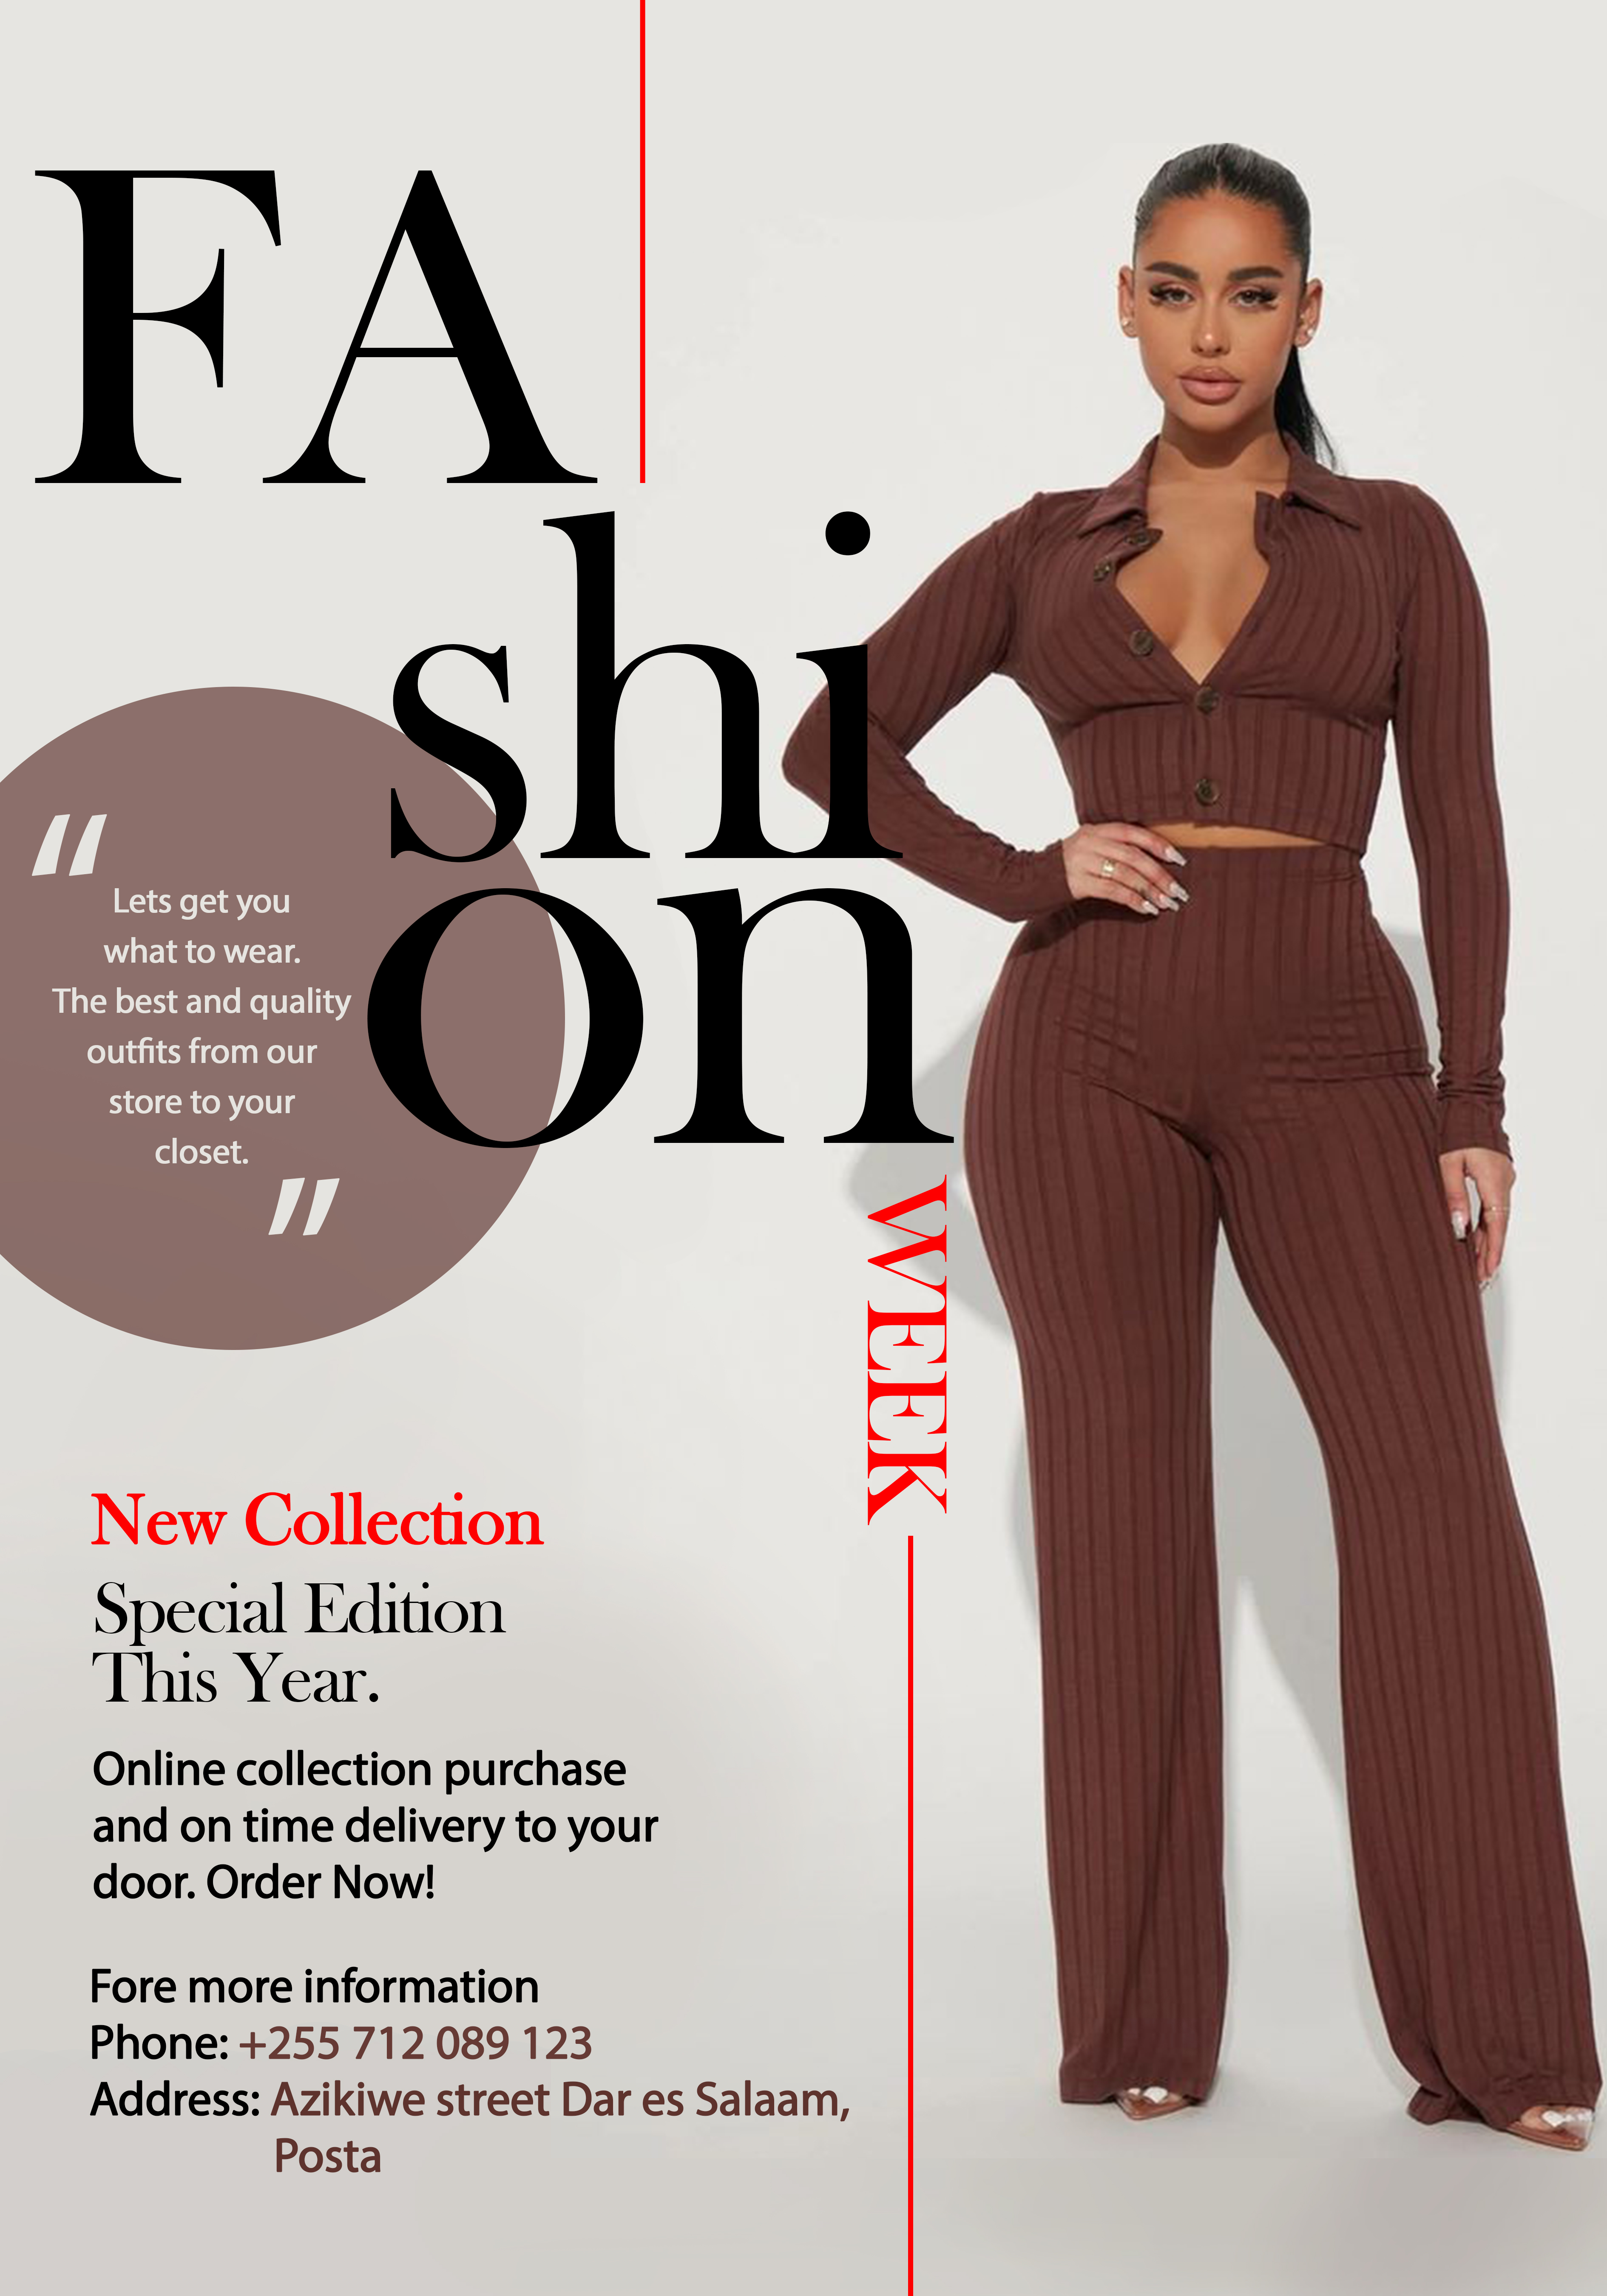 FA
shi
on
WEEK
“
Lets get you
what to wear.
The best and quality
outfits from our
store to your
closet.
”
New Collection
Special Edition
This Year.
Online collection purchase
and on time delivery to your
door. Order Now!
Fore more information
Phone: +255 712 089 123
Address: Azikiwe street Dar es Salaam,
Posta